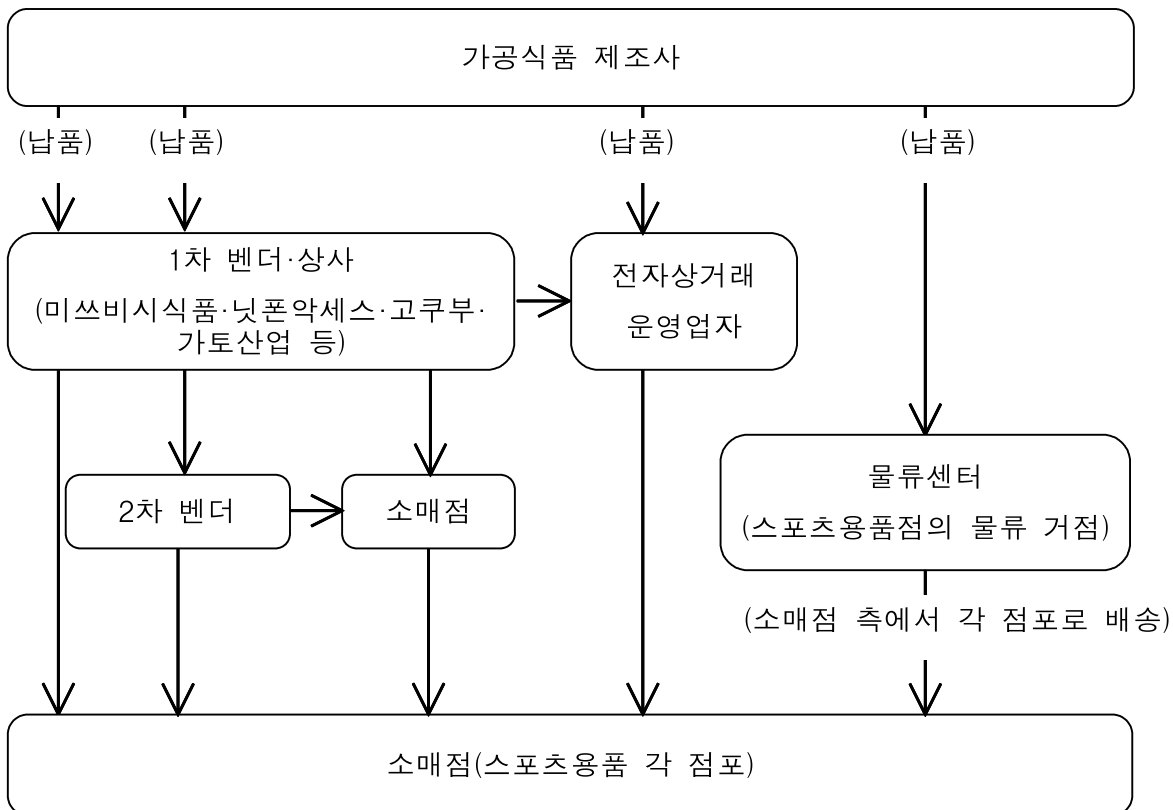 가공식품 제조사
(납품) (납품) (납품) (납품)
1차 벤더·상사
(미쓰비시식품·닛폰악세스·고쿠부·
가토산업 등)
전자상거래
운영업자
2차 벤더
소매점
물류센터
(스포츠용품점의 물류 거점)
(소매점 측에서 각 점포로 배송)
소매점(스포츠용품 각 점포)